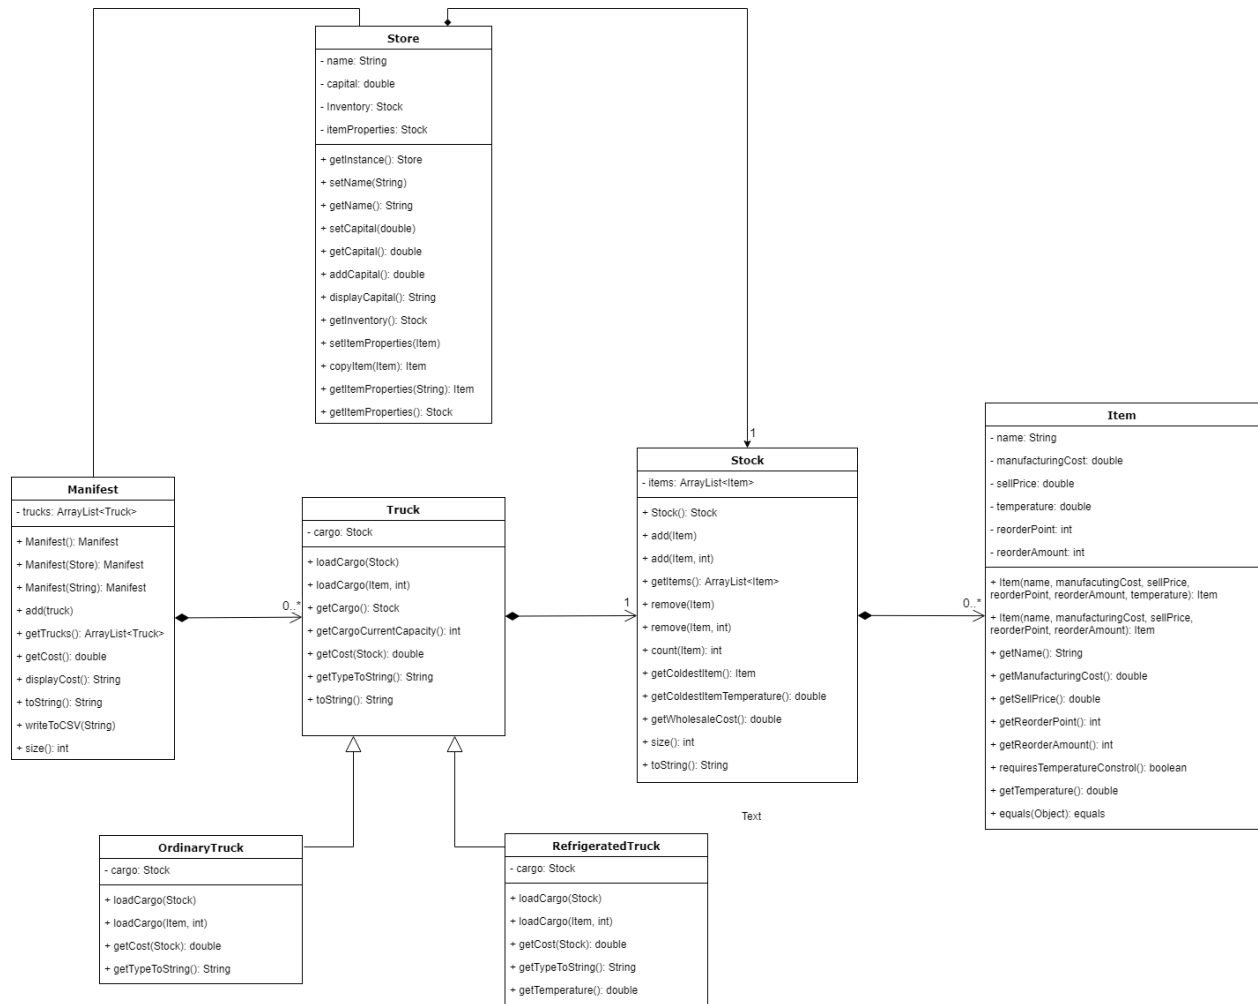 Store
- name: String
- capital: double
- Inventory: Stock
- itemProperties: Stock
+ getInstance(): Store
+ setName(String)
+ getName(): String
+ setCapital(double)
+ getCapital(): double
+ addCapital(): double
+ displayCapital(): String
+ getInventory(): Stock
+ setItemProperties(Item)
+ copyItem(Item): Item
+ getItemProperties(String): Item
+ getItemProperties(): Stock
Manifest
- trucks: ArrayList<Truck>
+ Manifest(): Manifest
+ Manifest(Store): Manifest
+ Manifest(String): Manifest
+ add(truck)
+ getTrucks(): ArrayList<Truck>
+ getCost(): double
+ displayCost(): String
+ toString(): String
+ writeToCSV(String)
+ size(): int
0..*
Truck
- cargo: Stock
+ loadCargo(Stock)
+ loadCargo(Item, int)
+ getCargo(): Stock
+ getCargoCurrentCapacity(): int
+ getCost(Stock): double
+ getTypeToString(): String
+ toString(): String
1
1
Stock
- items: ArrayList<Item>
+ Stock(): Stock
+ add(Item)
+ add(Item, int)
+ getItems(): ArrayList<Item>
+ remove(Item)
+ remove(Item, int)
+ count(Item): int
+ getColdestItem(): Item
+ getColdestItemTemperature(): double
+ getWholesaleCost(): double
+ size(): int
+ toString(): String
0..*
Item
- name: String
- manufacturingCost: double
- sellPrice: double
- temperature: double
- reorderPoint: int
- reorderAmount: int
+ Item(name, manufacutingCost, sellPrice,
reorderPoint, reorderAmount, temperature): Item
+ Item(name, manufacturingCost, sellPrice,
reorderPoint, reorderAmount): Item
+ getName(): String
+ getManufacturingCost(): double
+ getSellPrice(): double
+ getReorderPoint(): int
+ getReorderAmount(): int
+ requiresTemperatureConstrol(): boolean
+ getTemperature(): double
+ equals(Object): equals
Text
OrdinaryTruck
- cargo: Stock
+ loadCargo(Stock)
+ loadCargo(Item, int)
+ getCost(Stock): double
+ getTypeToString(): String
RefrigeratedTruck
- cargo: Stock
+ loadCargo(Stock)
+ loadCargo(Item, int)
+ getCost(Stock): double
+ getTypeToString(): String
+ getTemperature(): double